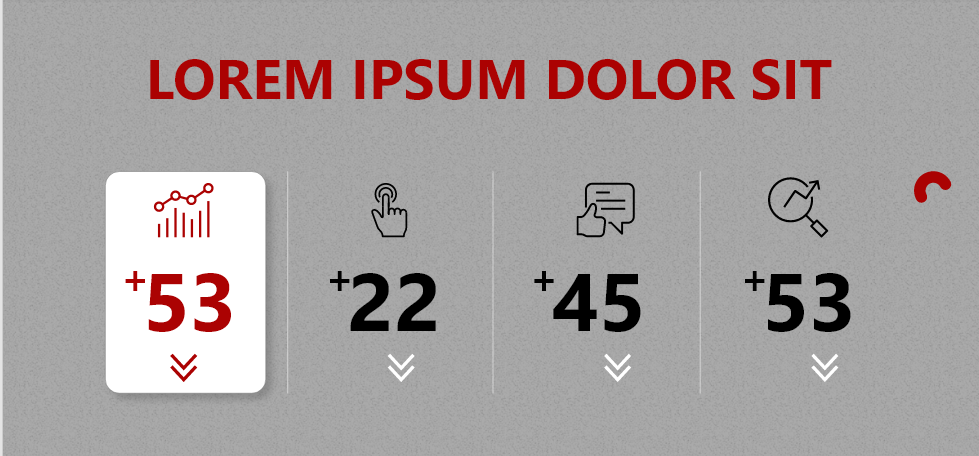 LOREM IPSUM DOLOR SIT
+53 +22 +45 +53